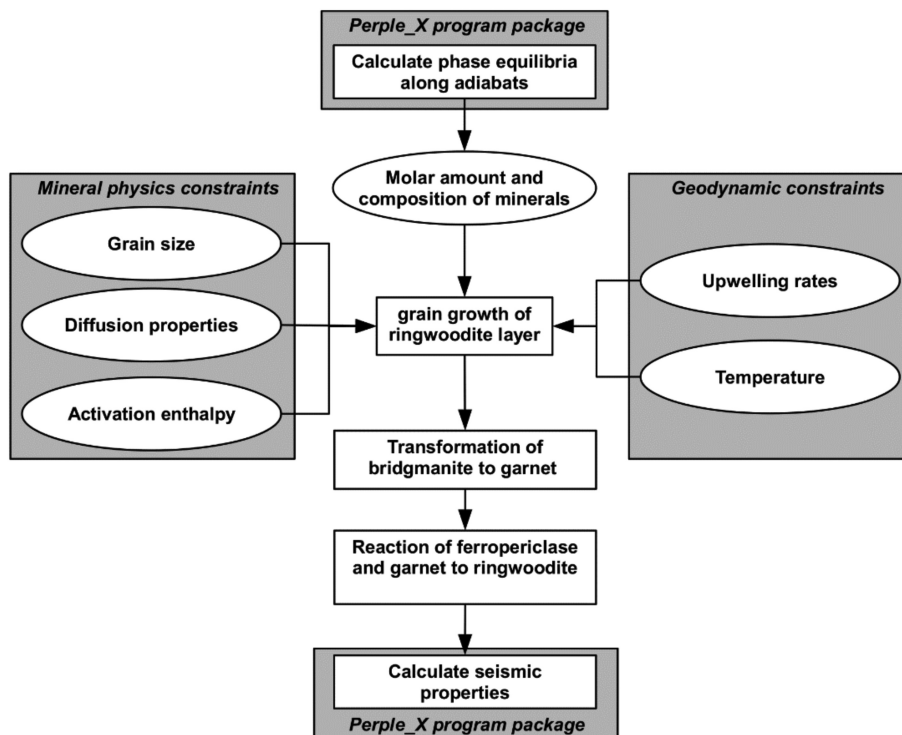 Perple_X program package
Calculate phase equilibria
along adiabats
Molar amount and
composition of minerals
Mineral physics constraints
Grain size
Diffusion properties
Activation enthalpy
Geodynamic constraints
Upwelling rates
Temperature
grain growth of
ringwoodite layer
Transformation of
bridgmanite to garnet
Reaction of ferropericlase
and garnet to ringwoodite
Calculate seismic
properties
Perple_X program package